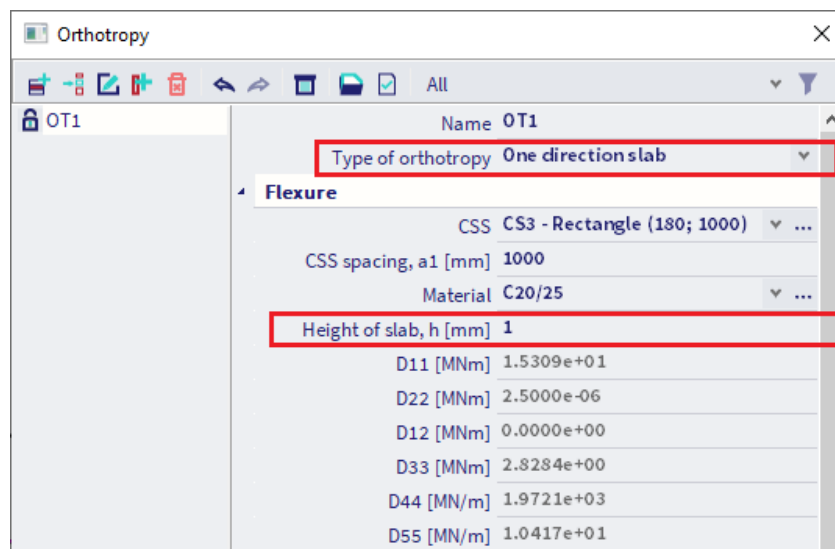 Orthotropy
All
OT1
Name OT1
Type of orthotropy One direction slab
Flexure
CSS CS3 - Rectangle (180; 1000) ...
CSS spacing, a1 [mm] 1000
Material C20/25 ...
Height of slab, h [mm] 1
D11 [MNm] 1.5309e+01
D22 [MNm] 2.5000e-06
D12 [MNm] 0.0000e+00
D33 [MNm] 2.8284e+00
D44 [MN/m] 1.9721e+03
D55 [MN/m] 1.0417e+01